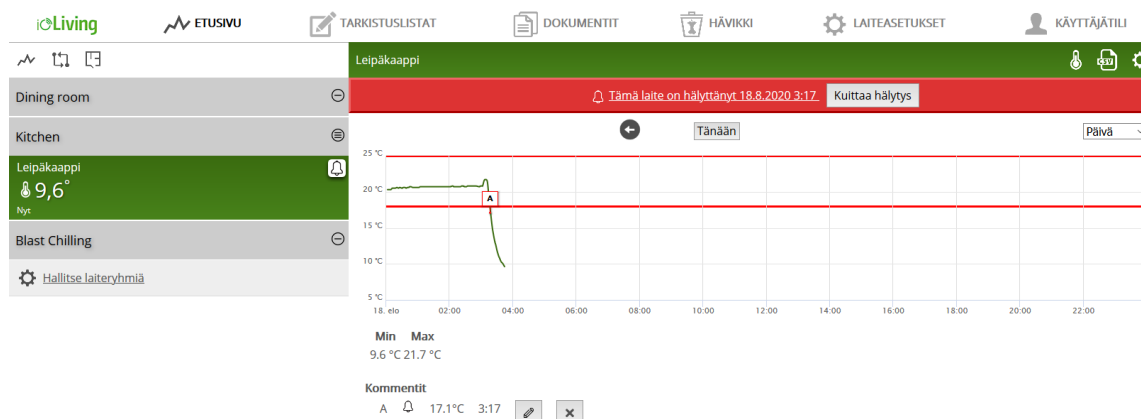 ioLiving ETUSIVU TARKISTUSLISTAT DOKUMENTIT HÄVIKKI LAITEASETUKSET KÄYTTÄJÄTILI
Leipäkaappi CSV
Dining room
Tämä laite on hälyttänyt 18.8.2020 3:17 Kuittaa hälytys
Kitchen
Tänään Päivä
Leipäkaappi
9,6°
Nyt
Blast Chilling
Hallitse laiteryhmiä
25 °C
20 °C
A
15 °C
10 °C
5 °C
18. elo 02:00 04:00 06:00 08:00 10:00 12:00 14:00 16:00 18:00 20:00 22:00
Min Max
9.6 °C 21.7 °C
Kommentit
A 17.1°C 3:17